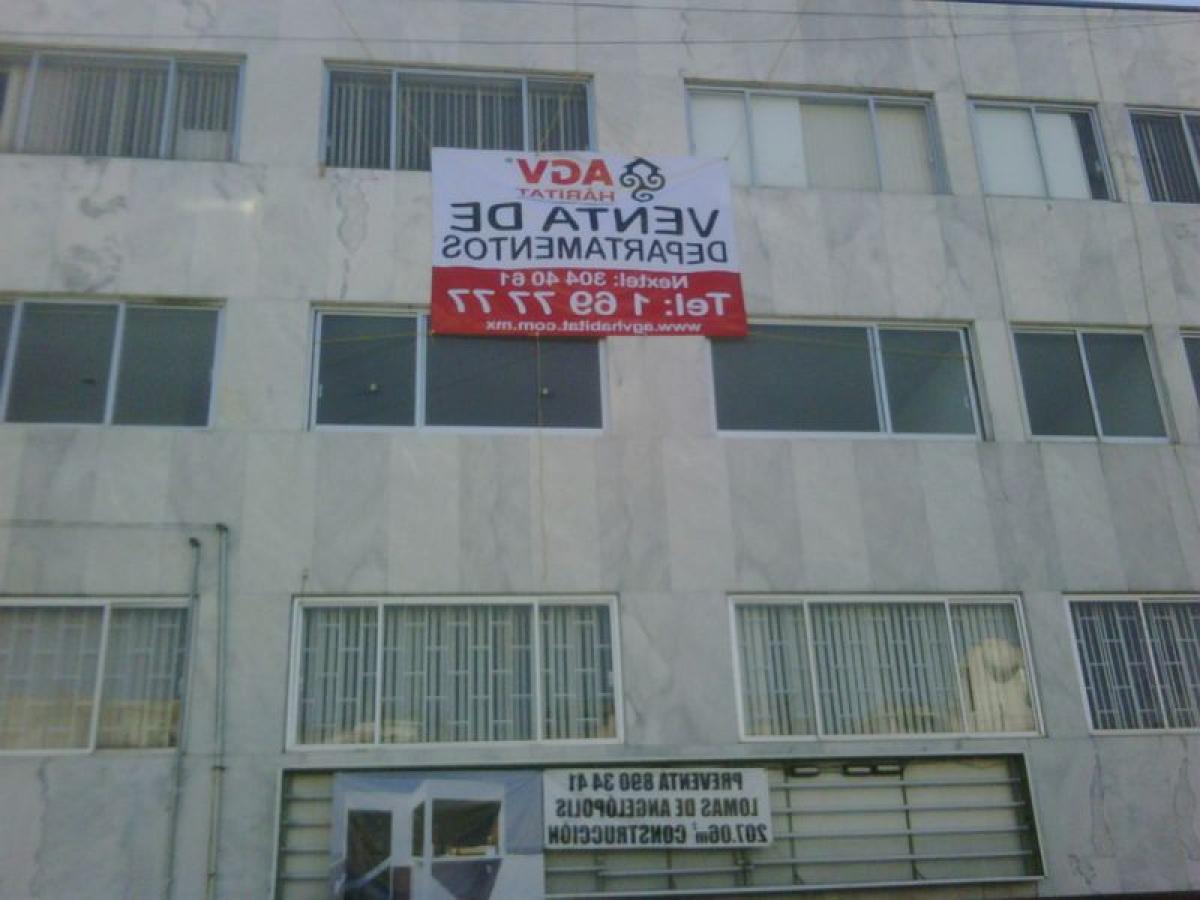 AGV®
HÁBITAT
VENTA DE
DEPARTAMENTOS
Nextel: 304 40 61
Tel: 1 69 77 77
www.agvhabitat.com.mx
PREVENTA 890 34 41
LOMAS DE ANGELÓPOLIS
207.06m² CONSTRUCCIÓN